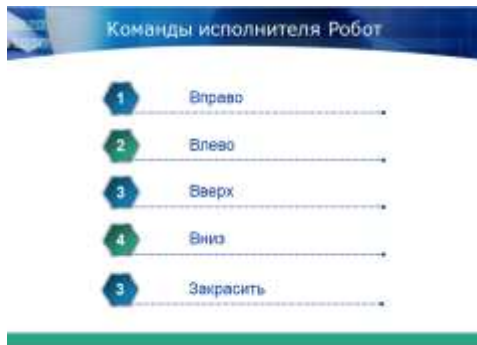 Команды исполнителя Робот
1 Вправо
2 Влево
3 Вверх
4 Вниз
3 Закрасить